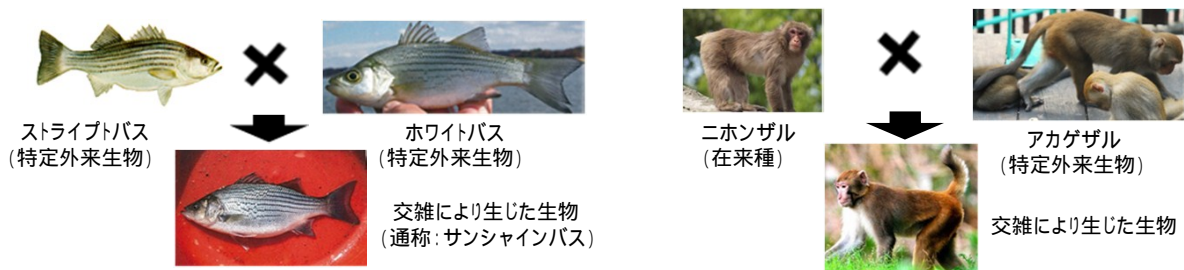 ストライプトバス
(特定外来生物)
ホワイトバス
(特定外来生物)
交雑により生じた生物
(通称:サンシャインバス)
ニホンザル
(在来種)
アカゲザル
(特定外来生物)
交雑により生じた生物